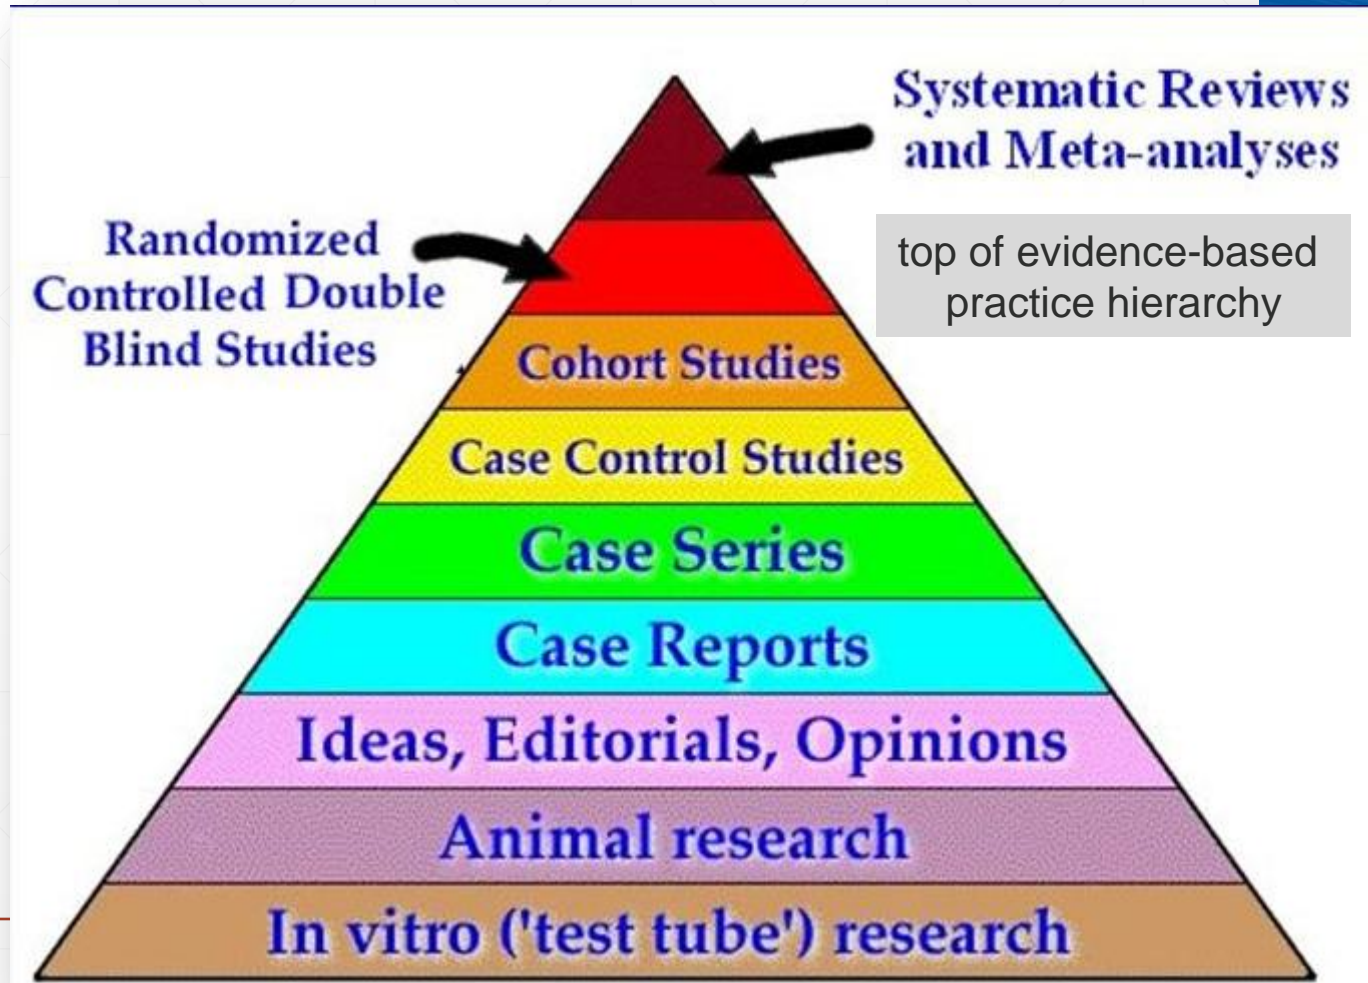 Systematic Reviews
and Meta-analyses
top of evidence-based
practice hierarchy
Randomized
Controlled Double
Blind Studies
Cohort Studies
Case Control Studies
Case Series
Case Reports
Ideas, Editorials, Opinions
Animal research
In vitro ('test tube') research